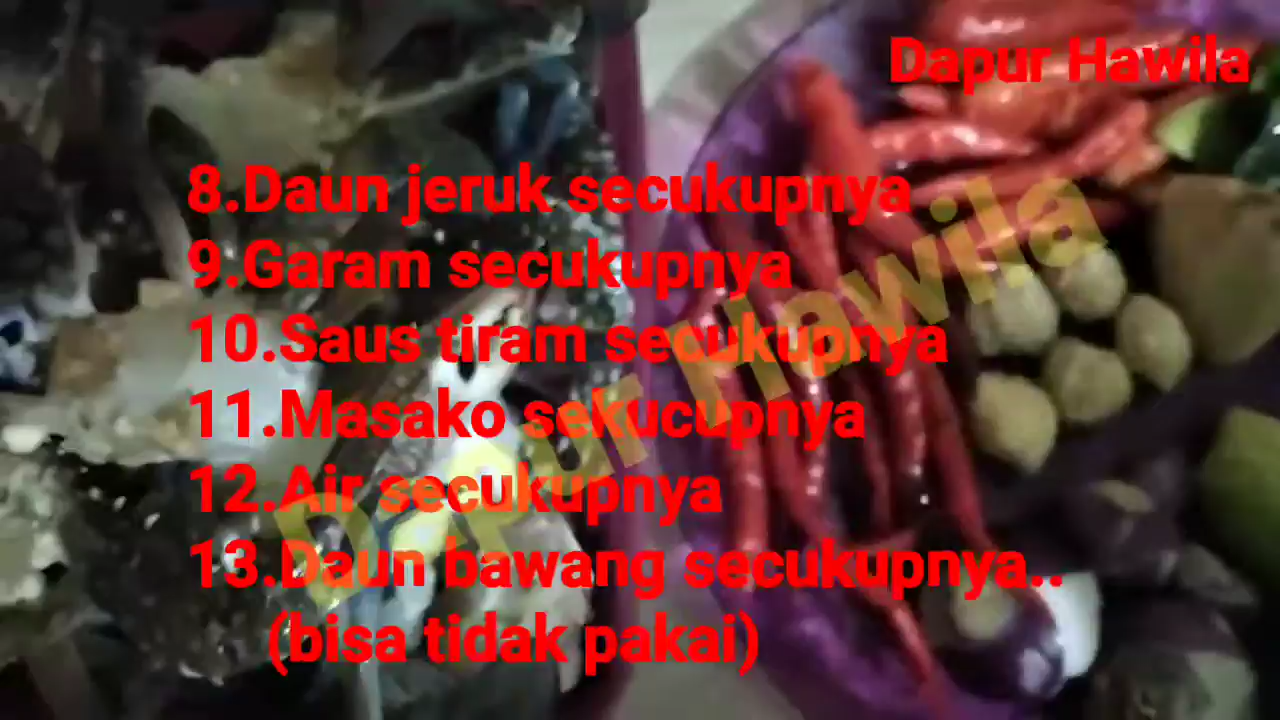 Dapur Hawila
8.Daun jeruk secukupnya
9.Garam secukupnya
10.Saus tiram secukupnya
11.Masako sekucupnya
12.Air secukupnya
13.Daun bawang secukupnya..
(bisa tidak pakai)
Dapur Hawila